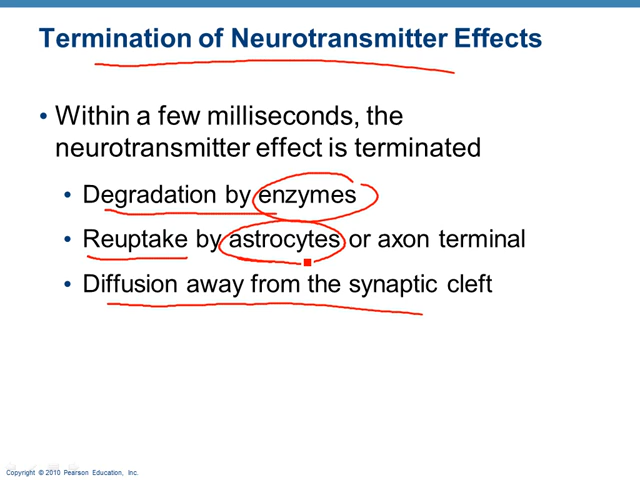 Termination of Neurotransmitter Effects
• Within a few milliseconds, the
neurotransmitter effect is terminated
• Degradation by enzymes
• Reuptake by astrocytes or axon terminal
• Diffusion away from the synaptic cleft
Copyright © 2010 Pearson Education, Inc.